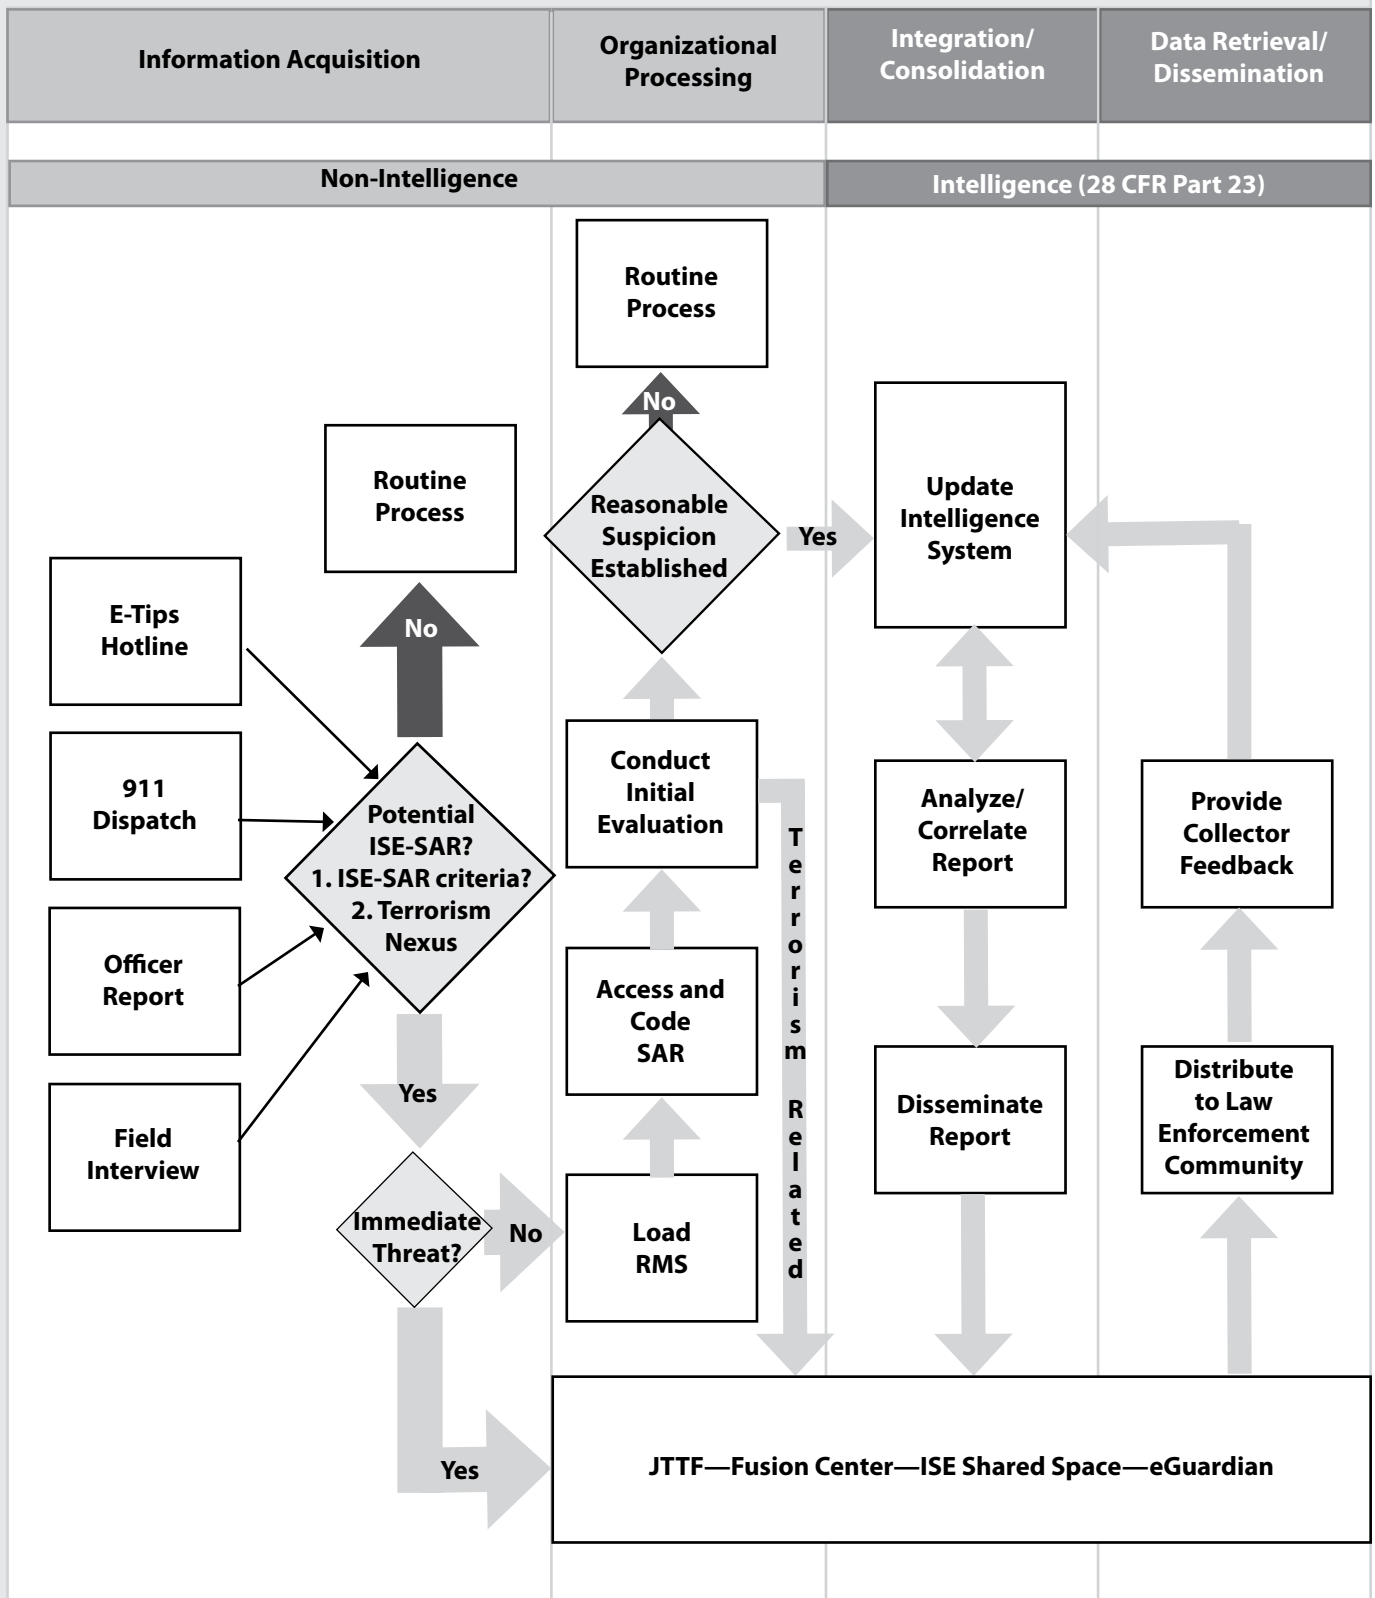 Information Acquisition
Organizational
Processing
Integration/
Consolidation
Data Retrieval/
Dissemination
Non-Intelligence
Intelligence (28 CFR Part 23)
Routine
Process
No
Reasonable
Suspicion
Established
Yes
Update
Intelligence
System
Routine
Process
No
E-Tips
Hotline
911
Dispatch
Officer
Report
Field
Interview
Potential
ISE-SAR?
1. ISE-SAR criteria?
2. Terrorism
Nexus
Yes
Immediate
Threat?
No
Yes
Conduct
Initial
Evaluation
Access and
Code
SAR
Load
RMS
Terrorism Related
Analyze/
Correlate
Report
Disseminate
Report
Provide
Collector
Feedback
Distribute
to Law
Enforcement
Community
JTTF—Fusion Center—ISE Shared Space—eGuardian